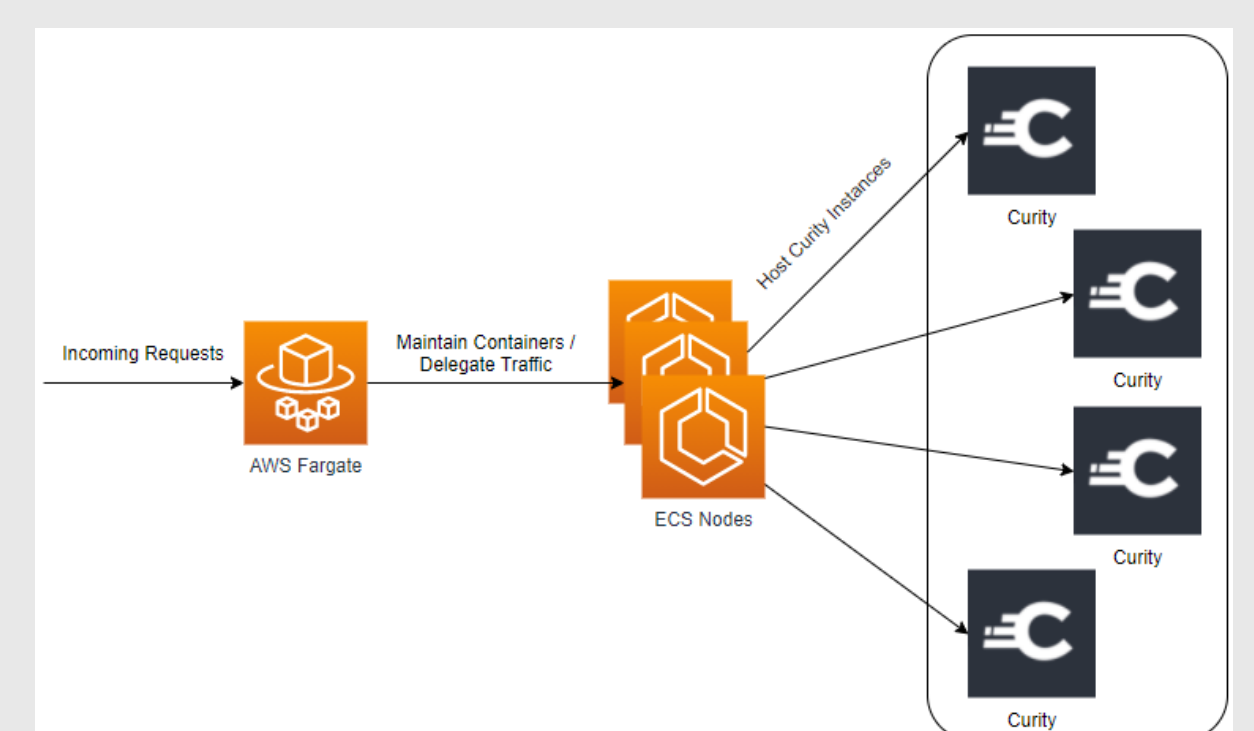 Incoming Requests
AWS Fargate
Maintain Containers /
Delegate Traffic
ECS Nodes
Host Curity Instances
Curity
Curity
Curity
Curity